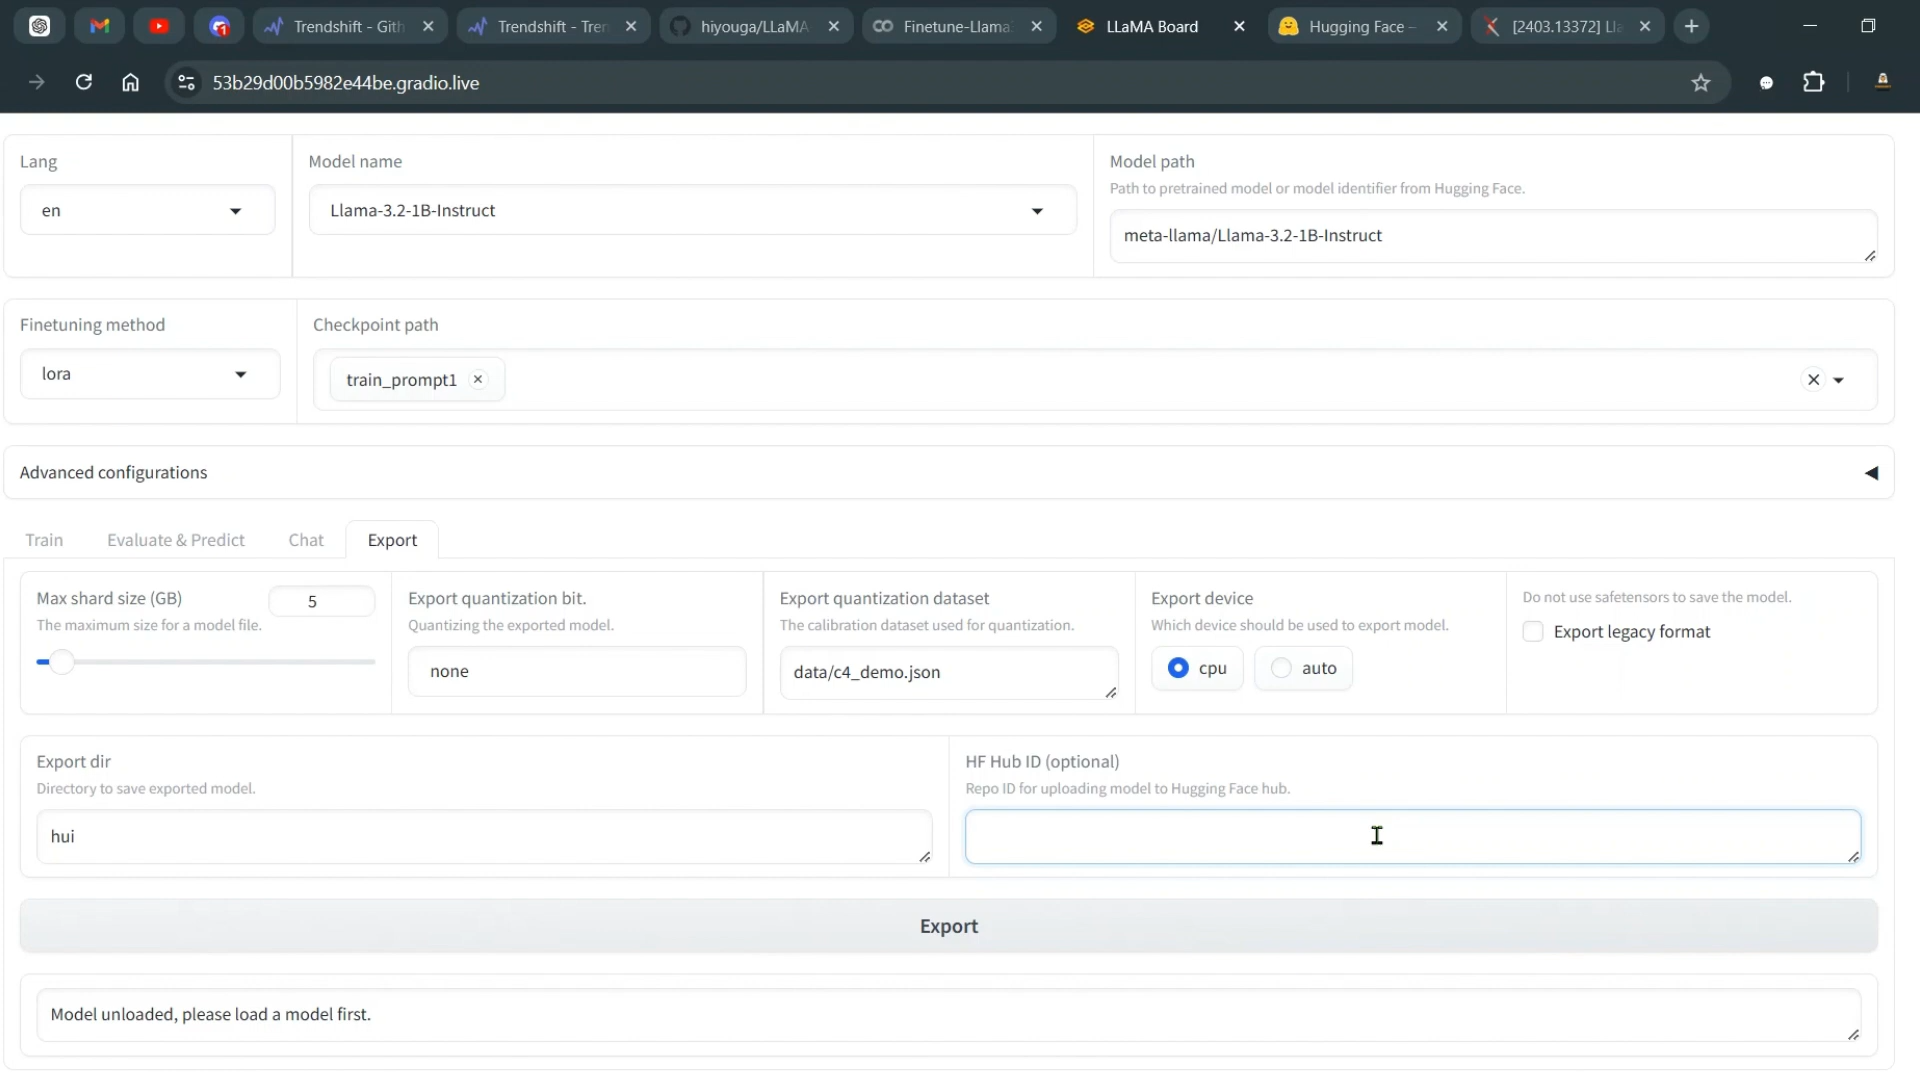 Trendshift - Gith
Trendshift - Tren
hiyouga/LLaMA
Finetune-Llama
LLaMA Board
Hugging Face –
[2403.13372] Lla
53b29d00b5982e44be.gradio.live
Lang
en
Model name
Llama-3.2-1B-Instruct
Model path
Path to pretrained model or model identifier from Hugging Face.
meta-llama/Llama-3.2-1B-Instruct
Finetuning method
lora
Checkpoint path
train_prompt1
Advanced configurations
Train
Evaluate & Predict
Chat
Export
Max shard size (GB)
5
The maximum size for a model file.
Export quantization bit.
Quantizing the exported model.
none
Export quantization dataset
The calibration dataset used for quantization.
data/c4_demo.json
Export device
Which device should be used to export model.
cpu
auto
Do not use safetensors to save the model.
Export legacy format
Export dir
Directory to save exported model.
hui
HF Hub ID (optional)
Repo ID for uploading model to Hugging Face hub.
Export
Model unloaded, please load a model first.